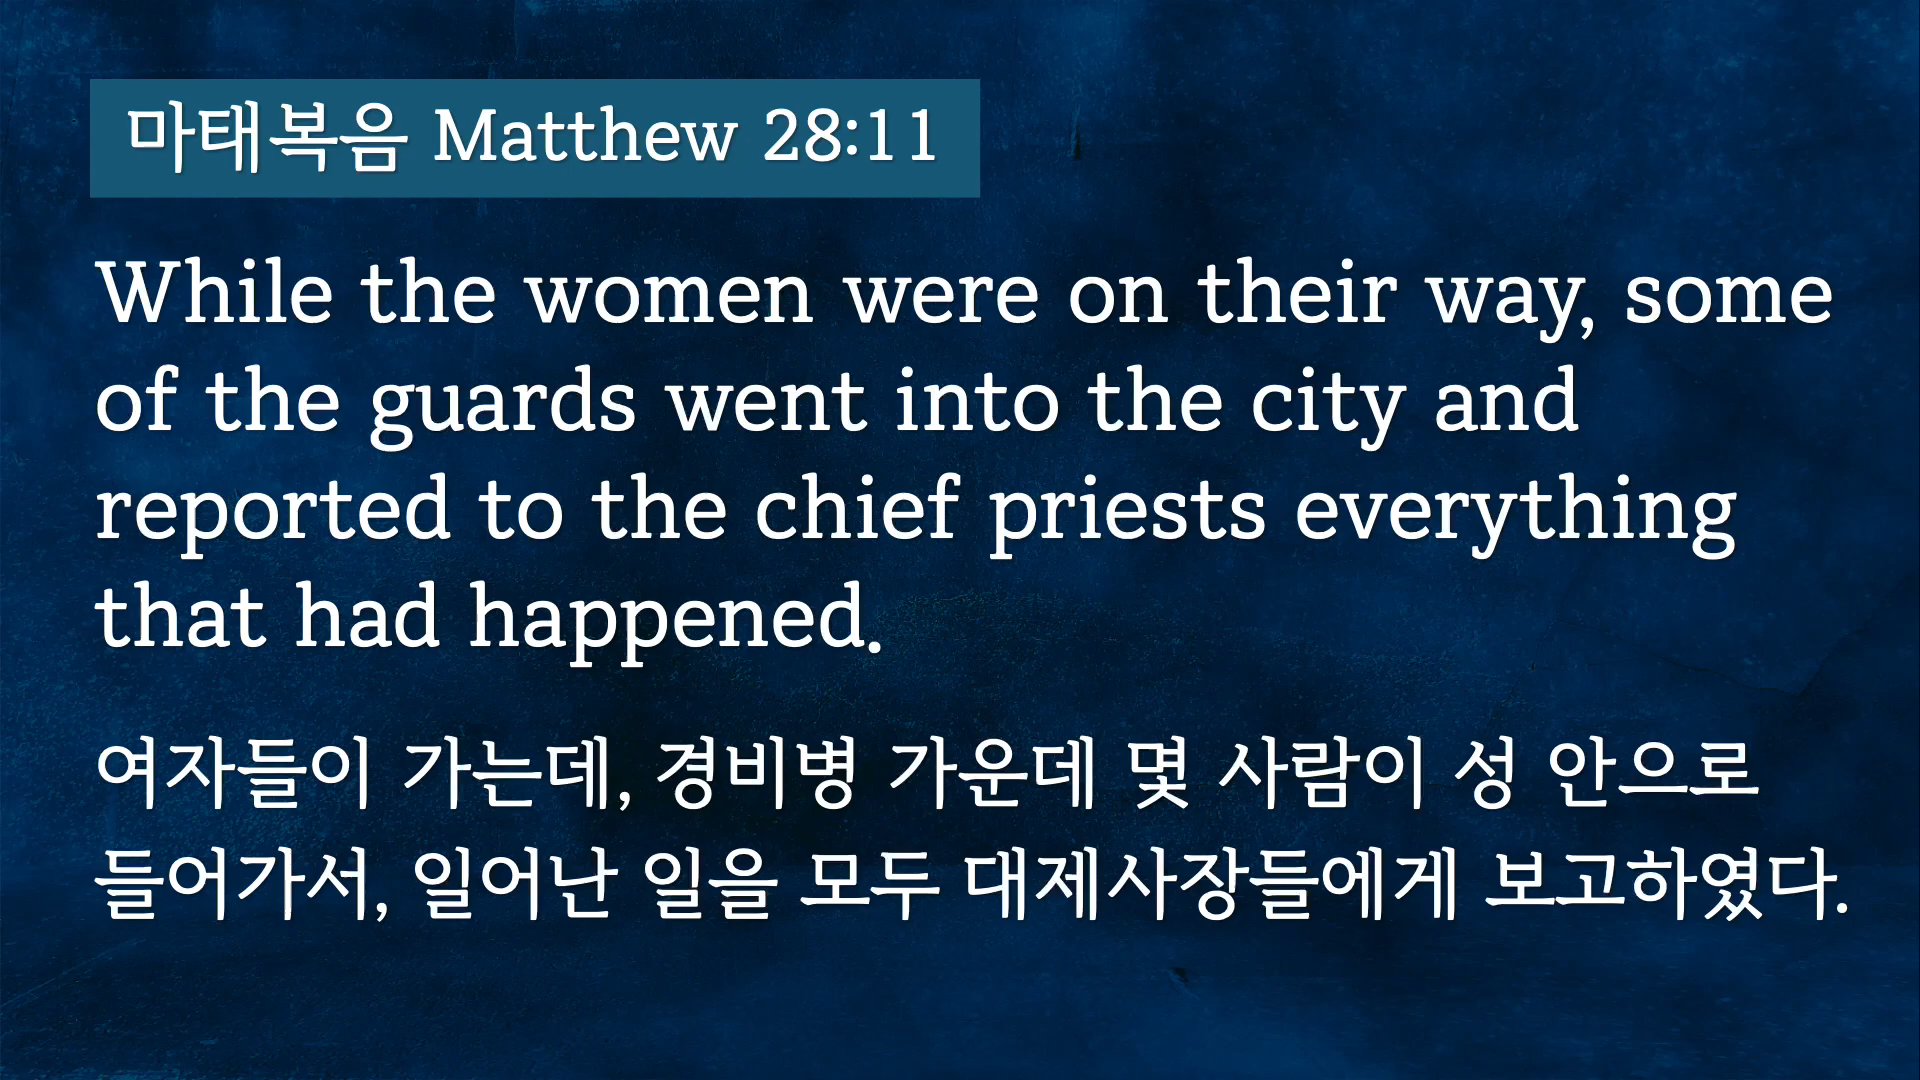 마태복음 Matthew 28:11
While the women were on their way, some
of the guards went into the city and
reported to the chief priests everything
that had happened.
여자들이 가는데, 경비병 가운데 몇 사람이 성 안으로
들어가서, 일어난 일을 모두 대제사장들에게 보고하였다.